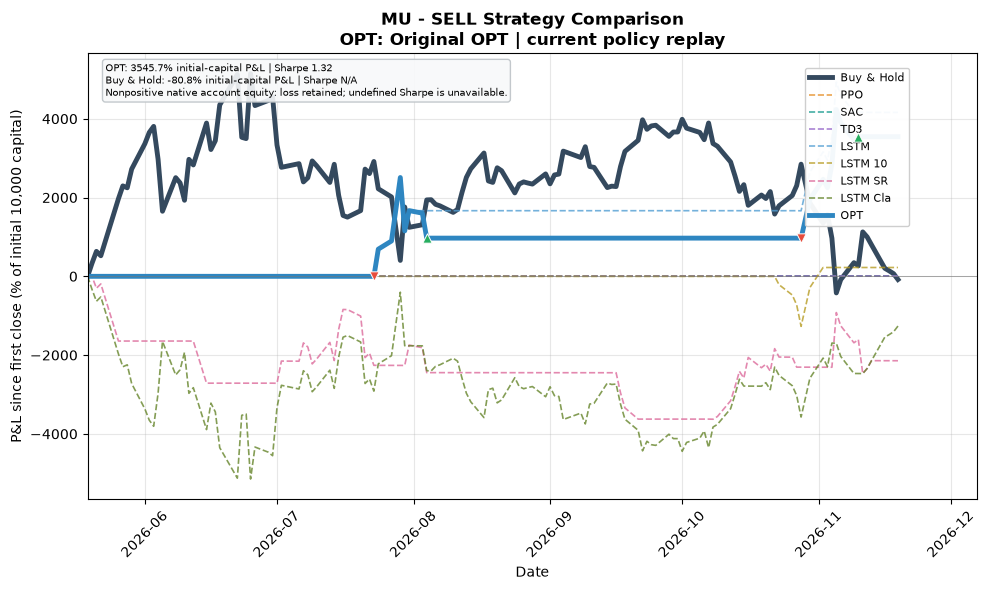 MU - SELL Strategy Comparison
OPT: Original OPT | current policy replay
OPT: 3545.7% initial-capital P&L | Sharpe 1.32
Buy & Hold: -80.8% initial-capital P&L | Sharpe N/A
Nonpositive native account equity: loss retained; undefined Sharpe is unavailable.
Buy & Hold
PPO
SAC
TD3
LSTM
LSTM 10
LSTM SR
LSTM Cla
OPT
P&L since first close (% of initial 10,000 capital)
4000
2000
0
−2000
−4000
2026-06
2026-07
2026-08
2026-09
2026-10
2026-11
2026-12
Date